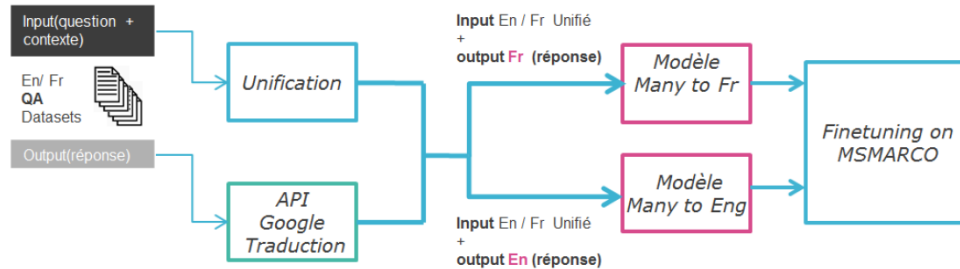 Input(question +
contexte)
En/ Fr
QA
Datasets
Output(réponse)
Unification
API
Google
Traduction
Input En / Fr Unifié
+
output Fr (réponse)
Input En / Fr Unifié
+
output En (réponse)
Modèle
Many to Fr
Modèle
Many to Eng
Finetuning on
MSMARCO